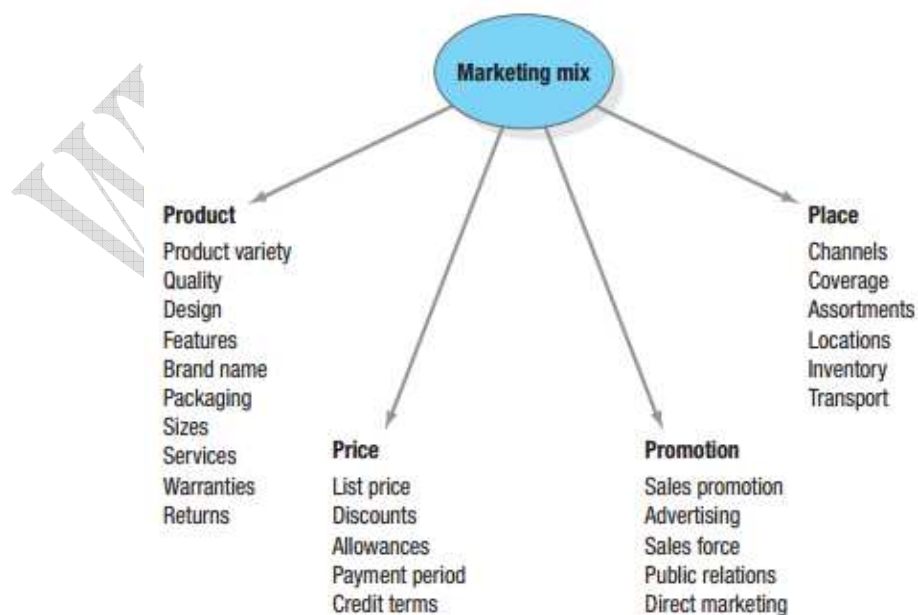 Marketing mix
Product
Product variety
Quality
Design
Features
Brand name
Packaging
Sizes
Services
Warranties
Returns
Price
List price
Discounts
Allowances
Payment period
Credit terms
Promotion
Sales promotion
Advertising
Sales force
Public relations
Direct marketing
Place
Channels
Coverage
Assortments
Locations
Inventory
Transport